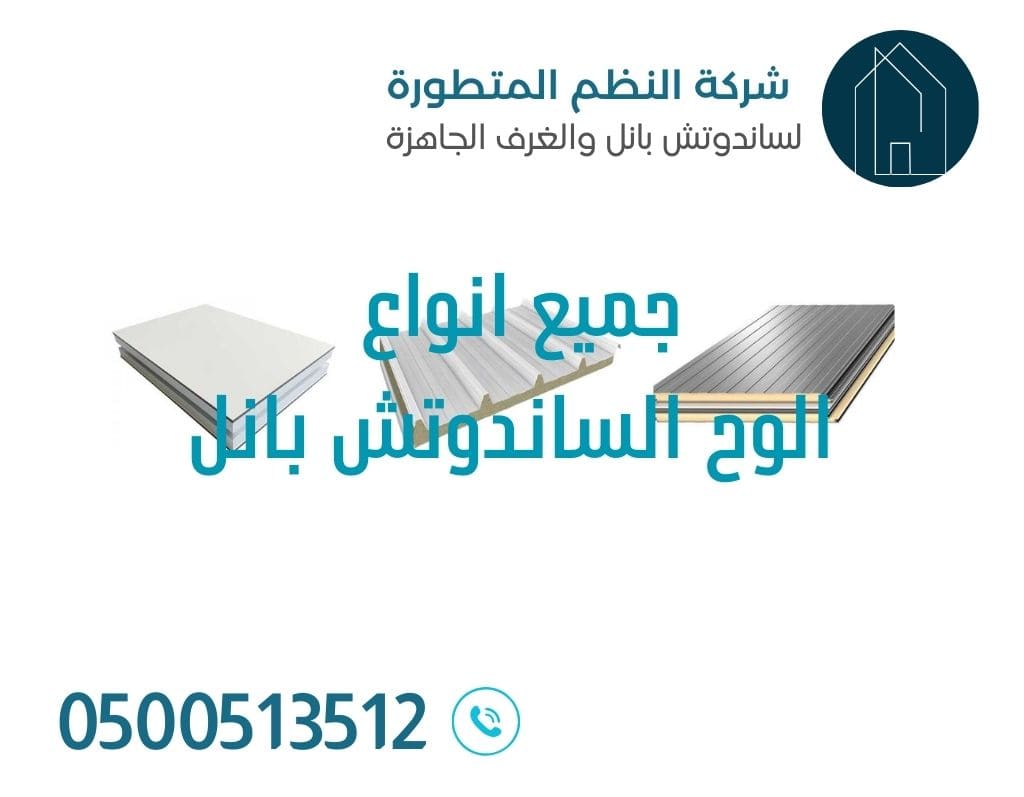 شركة النظم المتطورة
لساندوتش بانل والغرف الجاهزة
جميع انواع
الوح الساندوتش بانل
0500513512